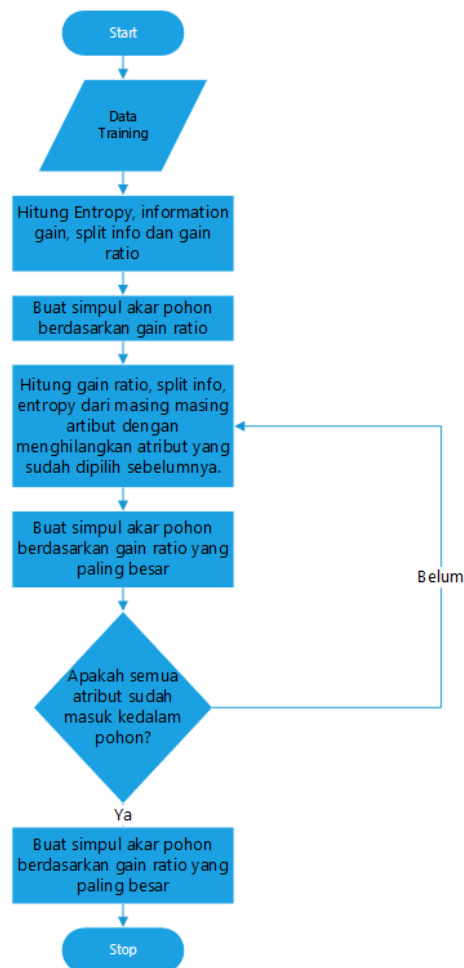 Start
Data
Training
Hitung Entropy, information
gain, split info dan gain
ratio
Buat simpul akar pohon
berdasarkan gain ratio
Hitung gain ratio, split info,
entropy dari masing masing
artibut dengan
menghilangkan atribut yang
sudah dipilih sebelumnya.
Buat simpul akar pohon
berdasarkan gain ratio yang
paling besar
Belum
Apakah semua
atribut sudah
masuk kedalam
pohon?
Ya
Buat simpul akar pohon
berdasarkan gain ratio yang
paling besar
Stop